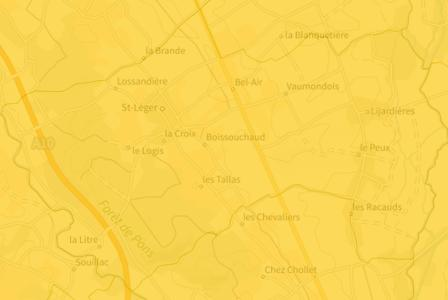 la Blanquetière
la Brande
Lossandière
Bel-Air
Vaumondois
St-Léger
Lijardières
la Croix
Boissouchaud
A10
le Logis
le Peux
les Tallas
Forêt de Pons
les Chevaliers
les Racauds
la Litre
Souillac
Chez Chollet